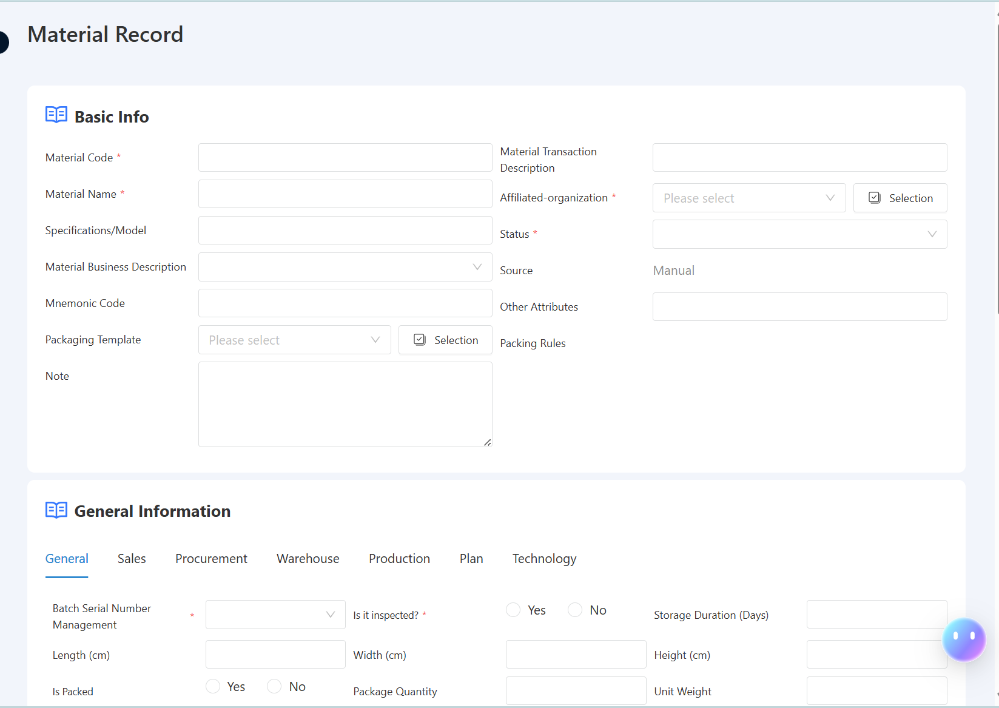 Material Record
Basic Info
Material Code *
Material Transaction
Description
Material Name *
Affiliated-organization *
Please select
Selection
Specifications/Model
Status *
Material Business Description
Source
Manual
Mnemonic Code
Other Attributes
Packaging Template
Please select
Selection
Packing Rules
Note
General Information
General
Sales
Procurement
Warehouse
Production
Plan
Technology
Batch Serial Number
Management
*
Is it inspected? *
Yes
No
Storage Duration (Days)
Length (cm)
Width (cm)
Height (cm)
Is Packed
Yes
No
Package Quantity
Unit Weight